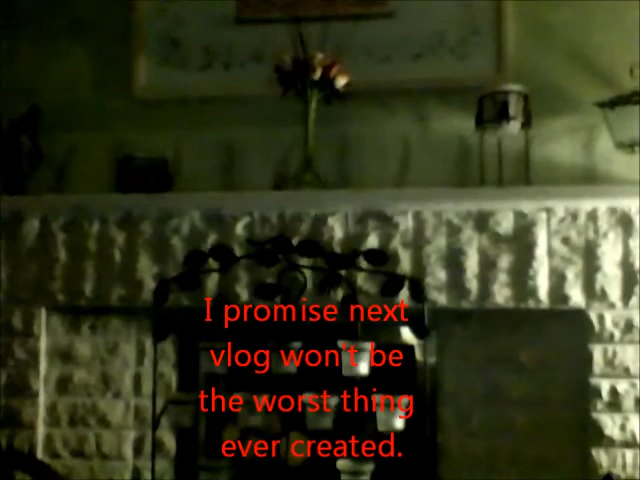 I promise next
vlog won't be
the worst thing
ever created.